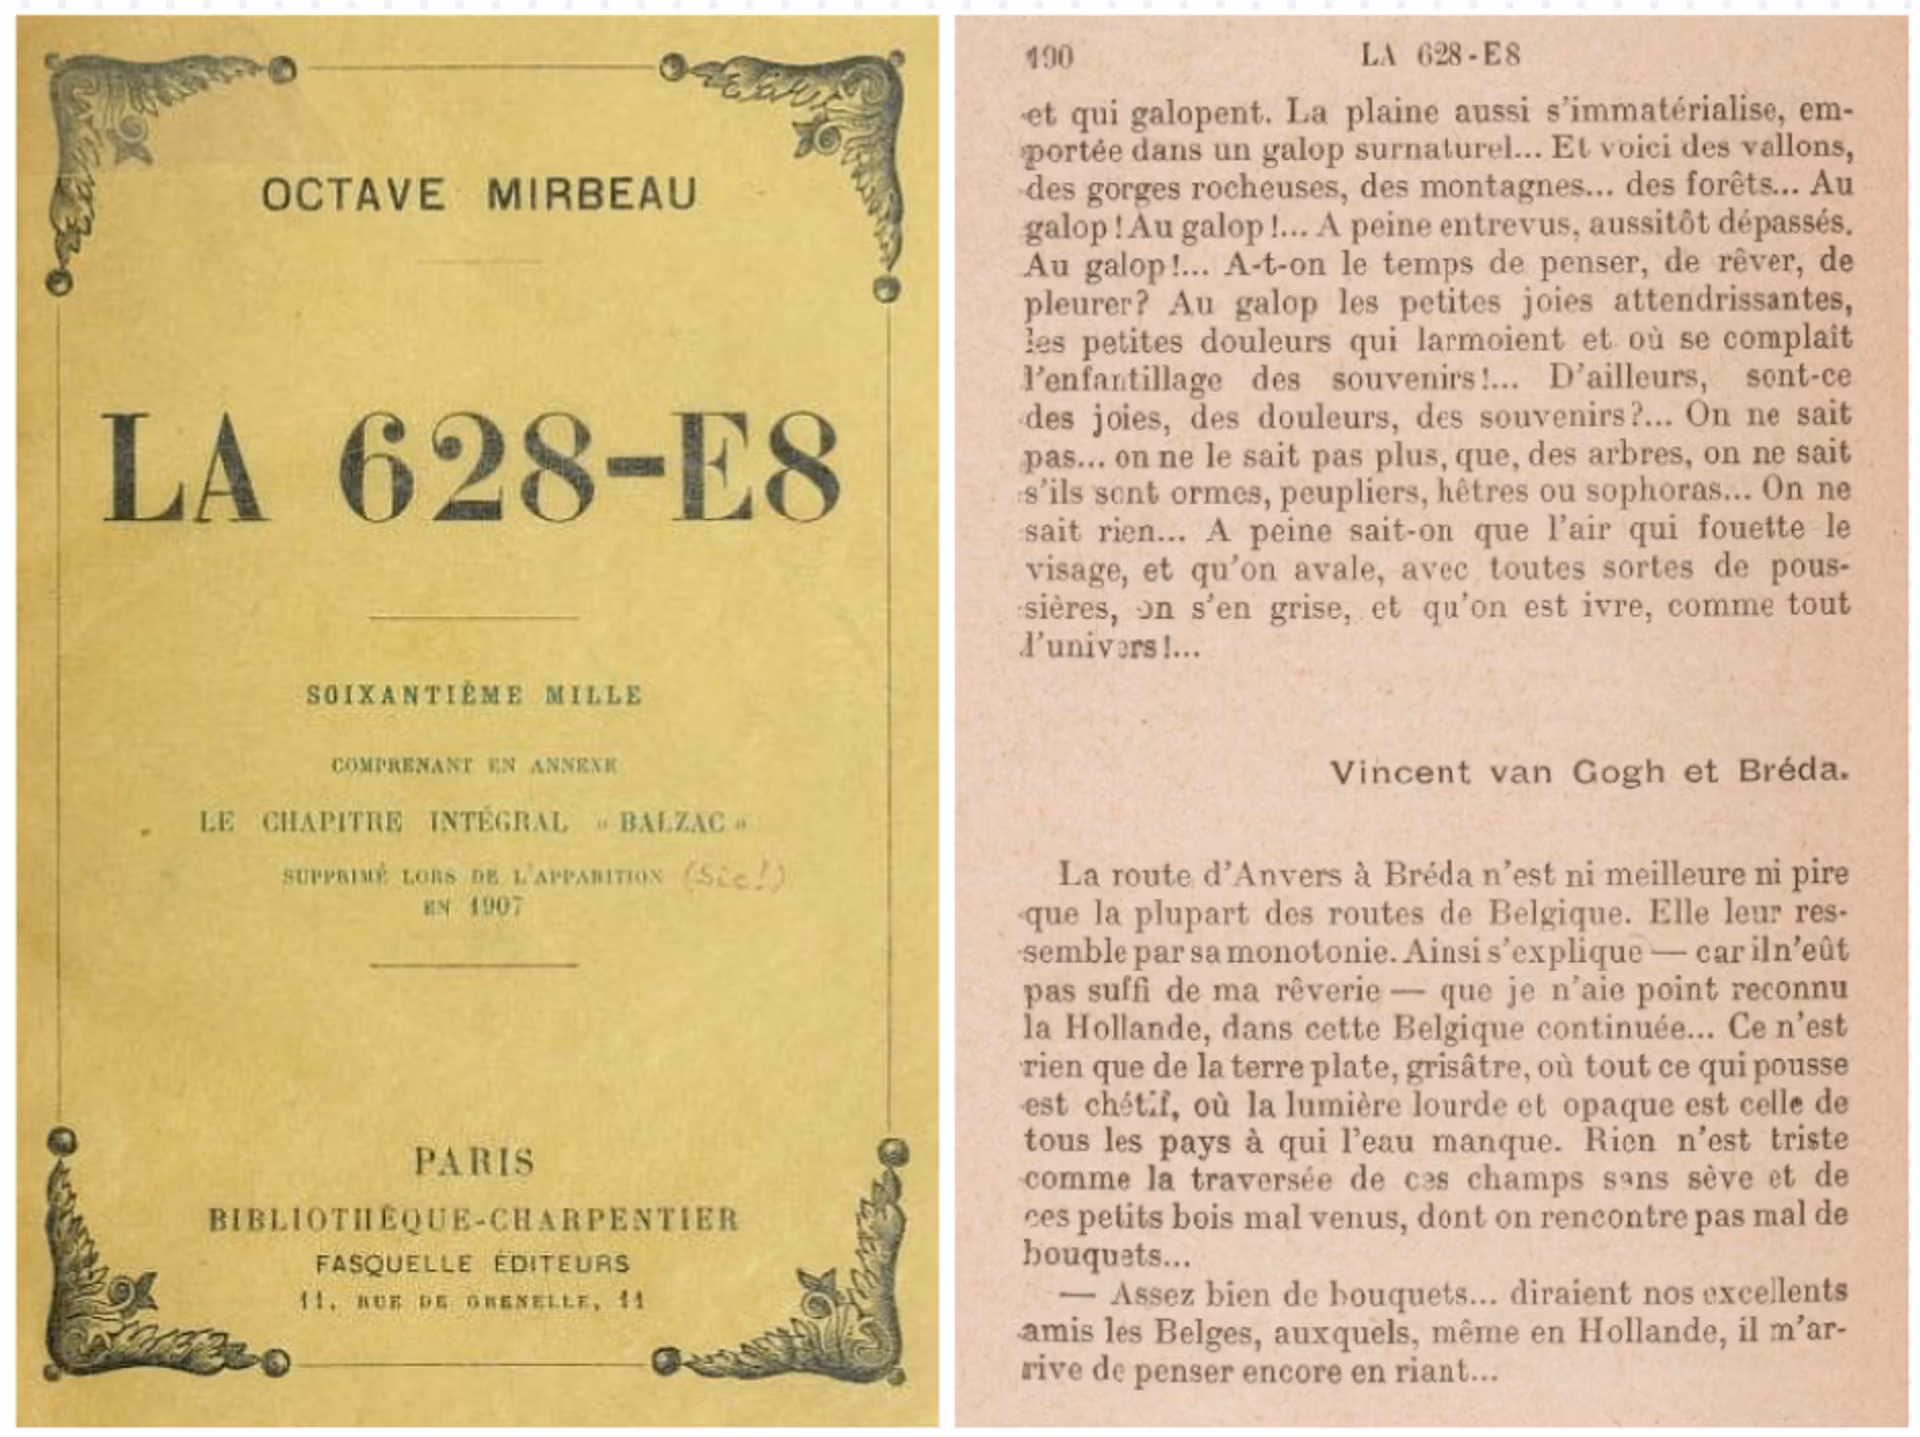 OCTAVE MIRBEAU
LA 628-E8
SOIXANTIÈME MILLE
COMPRENANT EN ANNEXE
LE CHAPITRE INTÉGRAL « BALZAC »
SUPPRIMÉ LORS DE L'APPARITION (Sic!)
EN 1907
PARIS
BIBLIOTHÈQUE-CHARPENTIER
FASQUELLE ÉDITEURS
11, RUE DE GRENELLE, 11
190 LA 628-E8
et qui galopent. La plaine aussi s'immatérialise, em-
portée dans un galop surnaturel... Et voici des vallons,
des gorges rocheuses, des montagnes... des forêts... Au
galop ! Au galop !... A peine entrevus, aussitôt dépassés.
Au galop !... A-t-on le temps de penser, de rêver, de
pleurer? Au galop les petites joies attendrissantes,
les petites douleurs qui larmoient et où se complaît
l'enfantillage des souvenirs !... D'ailleurs, sont-ce
des joies, des douleurs, des souvenirs ?... On ne sait
pas... on ne le sait pas plus, que, des arbres, on ne sait
s'ils sont ormes, peupliers, hêtres ou sophoras... On ne
sait rien... A peine sait-on que l'air qui fouette le
visage, et qu'on avale, avec toutes sortes de pous-
sières, on s'en grise, et qu'on est ivre, comme tout
l'univers !...
Vincent van Gogh et Bréda.
La route d'Anvers à Bréda n'est ni meilleure ni pire
que la plupart des routes de Belgique. Elle leur res-
semble par sa monotonie. Ainsi s'explique — car il n'eût
pas suffi de ma rêverie — que je n'aie point reconnu
la Hollande, dans cette Belgique continuée... Ce n'est
rien que de la terre plate, grisâtre, où tout ce qui pousse
est chétif, où la lumière lourde et opaque est celle de
tous les pays à qui l'eau manque. Rien n'est triste
comme la traversée de ces champs sans sève et de
ces petits bois mal venus, dont on rencontre pas mal de
bouquets...
— Assez bien de bouquets... diraient nos excellents
amis les Belges, auxquels, même en Hollande, il m'ar-
rive de penser encore en riant...